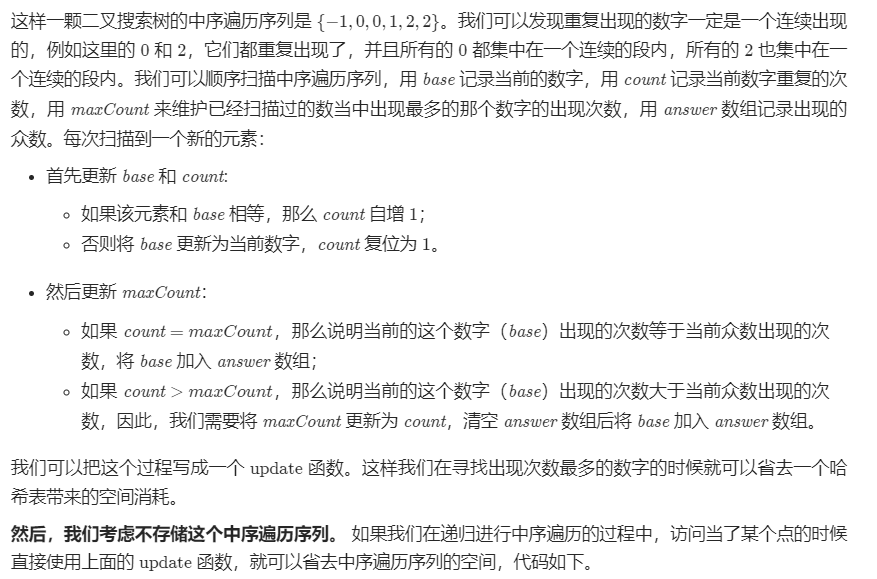 这样一颗二叉搜索树的中序遍历序列是 {−1, 0, 0, 1, 2, 2}。我们可以发现重复出现的数字一定是一个连续出现
的，例如这里的 0 和 2，它们都重复出现了，并且所有的 0 都集中在一个连续的段内，所有的 2 也集中在一
个连续的段内。我们可以顺序扫描中序遍历序列，用 base 记录当前的数字，用 count 记录当前数字重复的次
数，用 maxCount 来维护已经扫描过的数当中出现最多的那个数字的出现次数，用 answer 数组记录出现的
众数。每次扫描到一个新的元素：
• 首先更新 base 和 count:
◦ 如果该元素和 base 相等，那么 count 自增 1；
◦ 否则将 base 更新为当前数字，count 复位为 1。
• 然后更新 maxCount：
◦ 如果 count = maxCount，那么说明当前的这个数字（base）出现的次数等于当前众数出现的次
数，将 base 加入 answer 数组；
◦ 如果 count > maxCount，那么说明当前的这个数字（base）出现的次数大于当前众数出现的次
数，因此，我们需要将 maxCount 更新为 count，清空 answer 数组后将 base 加入 answer 数组。
我们可以把这个过程写成一个 update 函数。这样我们在寻找出现次数最多的数字的时候就可以省去一个哈
希表带来的空间消耗。
然后，我们考虑不存储这个中序遍历序列。 如果我们在递归进行中序遍历的过程中，访问当了某个点的时候
直接使用上面的 update 函数，就可以省去中序遍历序列的空间，代码如下。